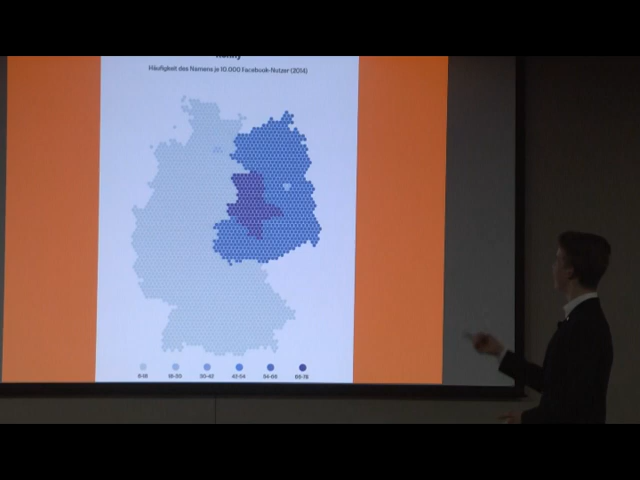 Häufigkeit des Namens je 10.000 Facebook-Nutzer (2014)
6-18 18-30 30-42 42-54 54-66 66-78